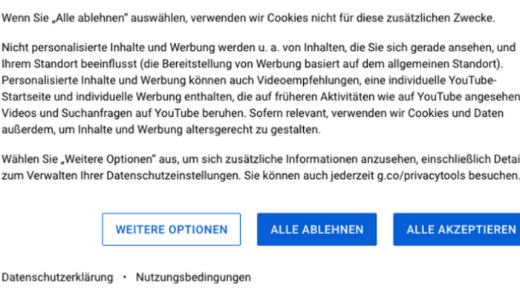 Wenn Sie „Alle ablehnen“ auswählen, verwenden wir Cookies nicht für diese zusätzlichen Zwecke.
Nicht personalisierte Inhalte und Werbung werden u. a. von Inhalten, die Sie sich gerade ansehen, und
Ihrem Standort beeinflusst (die Bereitstellung von Werbung basiert auf dem allgemeinen Standort).
Personalisierte Inhalte und Werbung können auch Videoempfehlungen, eine individuelle YouTube-
Startseite und individuelle Werbung enthalten, die auf früheren Aktivitäten wie auf YouTube angesehen
Videos und Suchanfragen auf YouTube beruhen. Sofern relevant, verwenden wir Cookies und Daten
außerdem, um Inhalte und Werbung altersgerecht zu gestalten.
Wählen Sie „Weitere Optionen“ aus, um sich zusätzliche Informationen anzusehen, einschließlich Detai
zum Verwalten Ihrer Datenschutzeinstellungen. Sie können auch jederzeit g.co/privacytools besuchen.
WEITERE OPTIONEN ALLE ABLEHNEN ALLE AKZEPTIEREN
Datenschutzerklärung • Nutzungsbedingungen